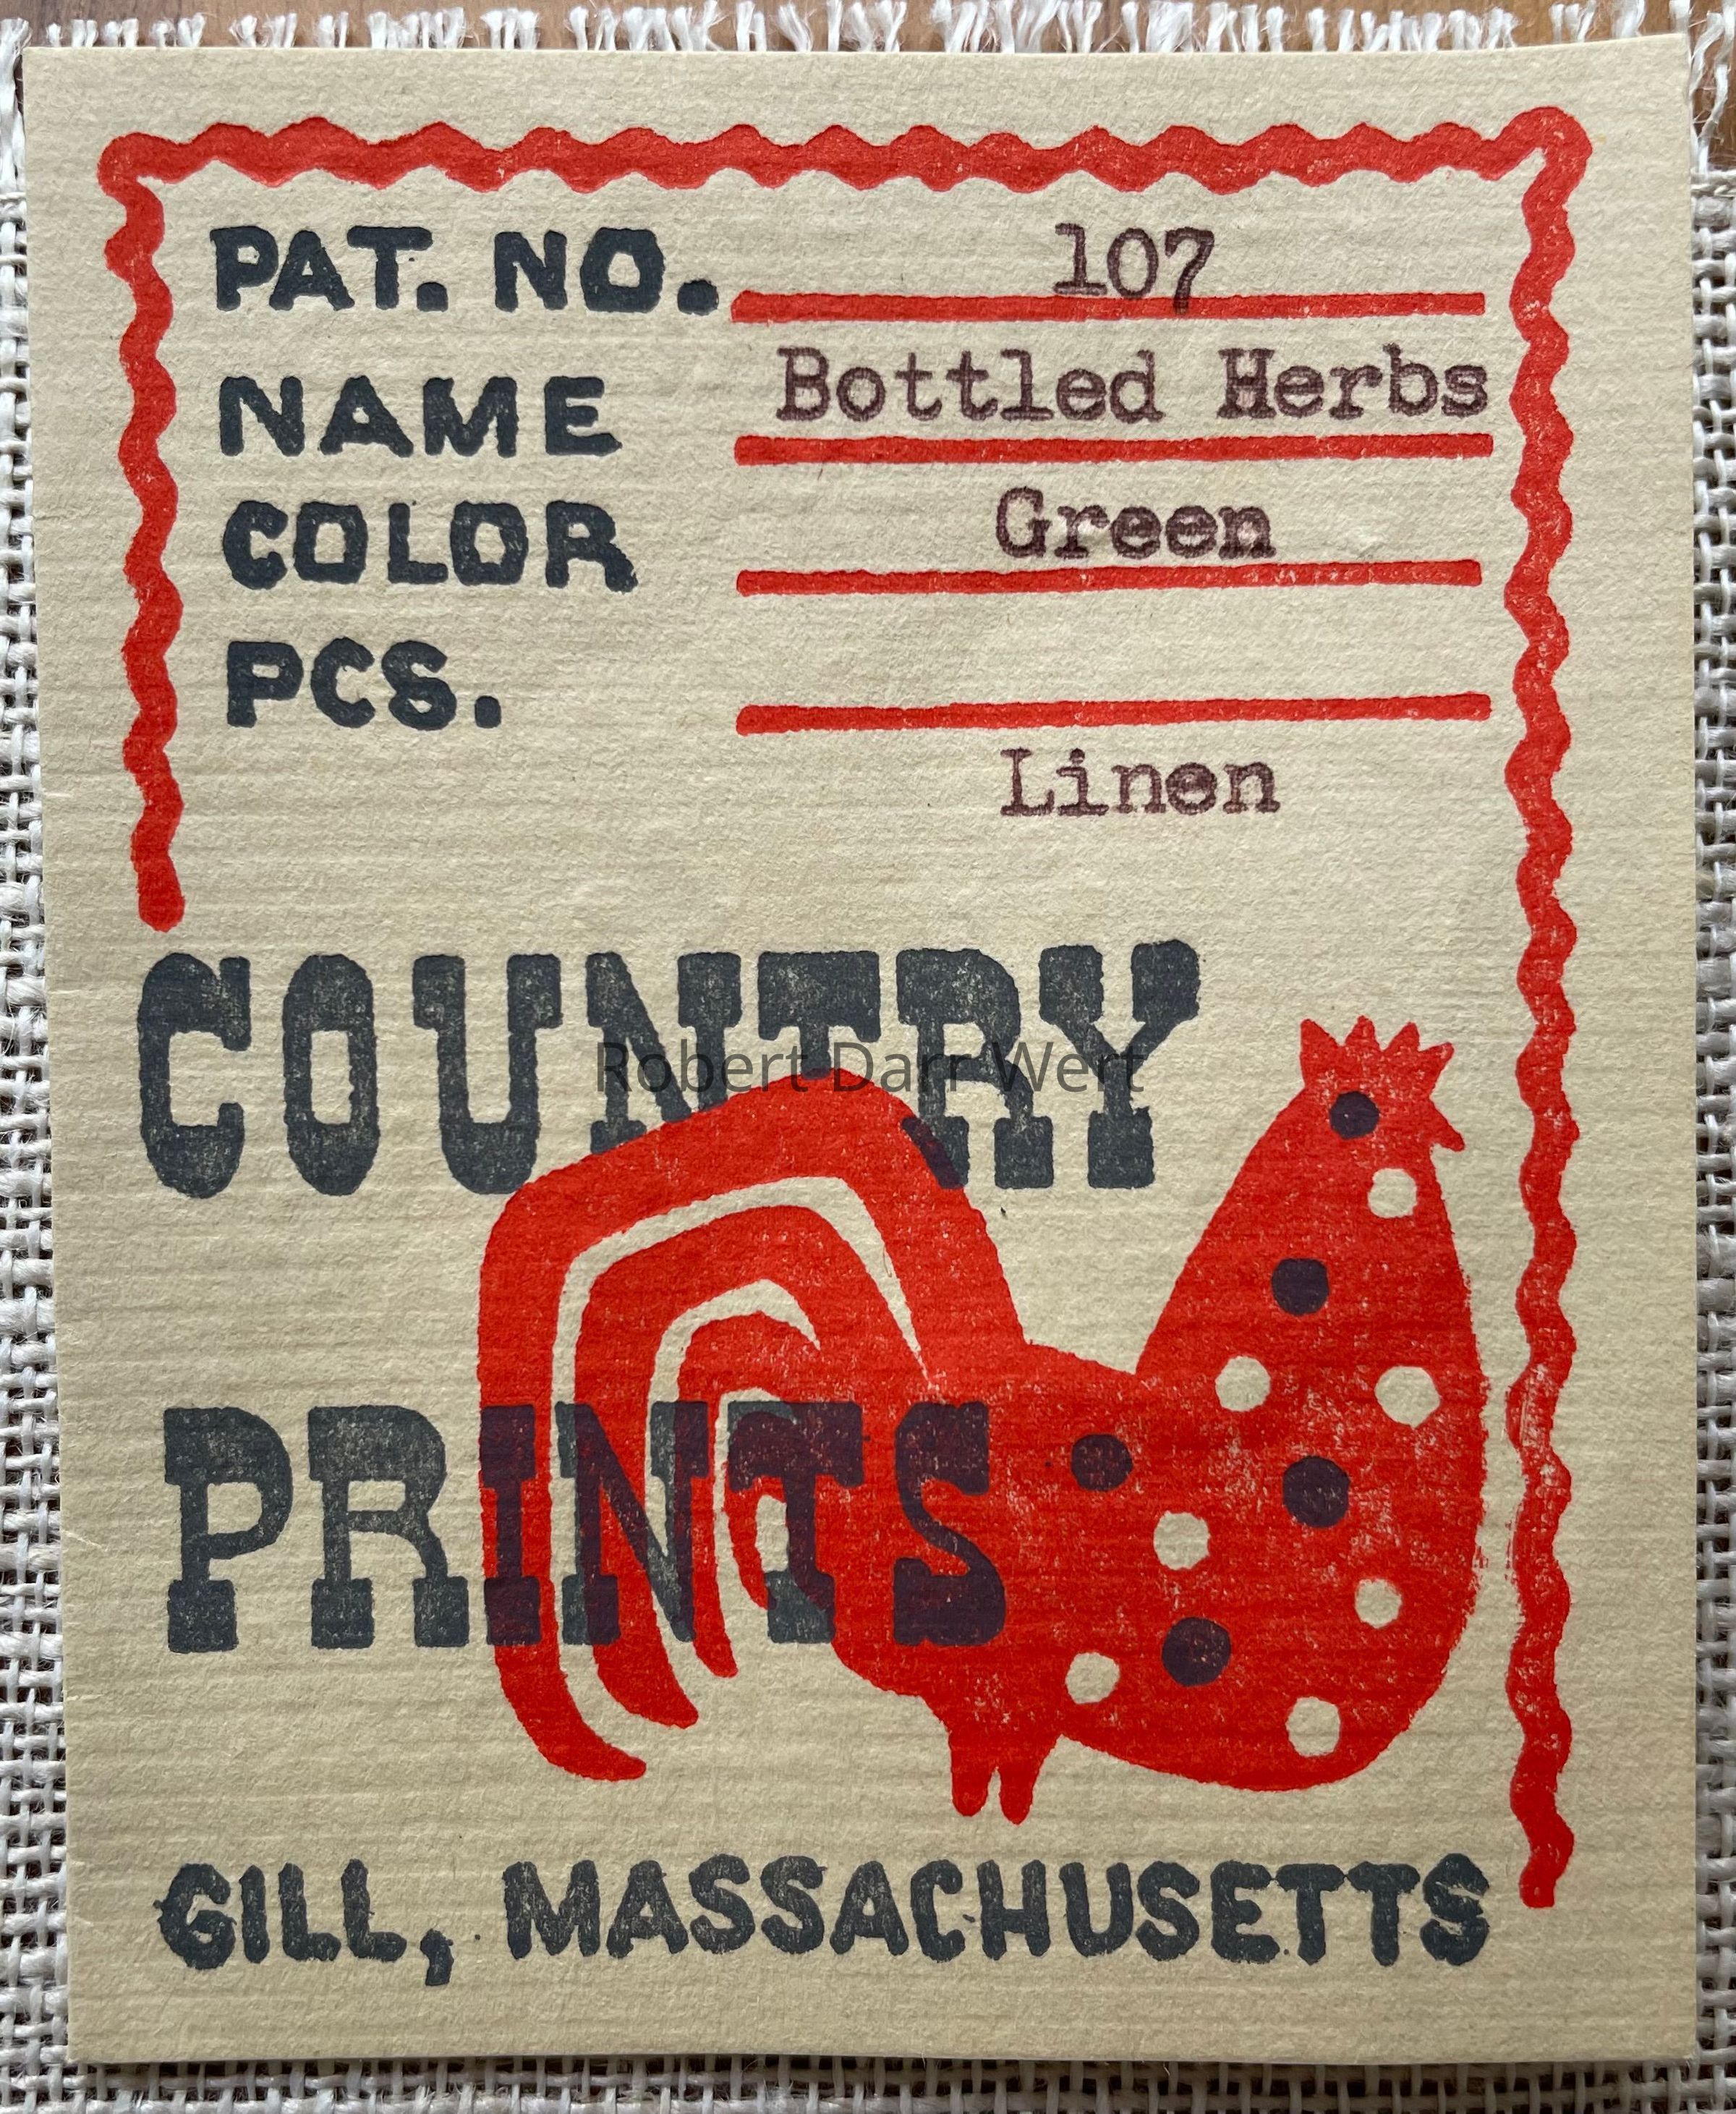 PAT. NO. 107
NAME Bottled Herbs
COLOR Green
PCS.
Linen
COUNTRY
Robert Darr Wert
PRINTS
GILL, MASSACHUSETTS